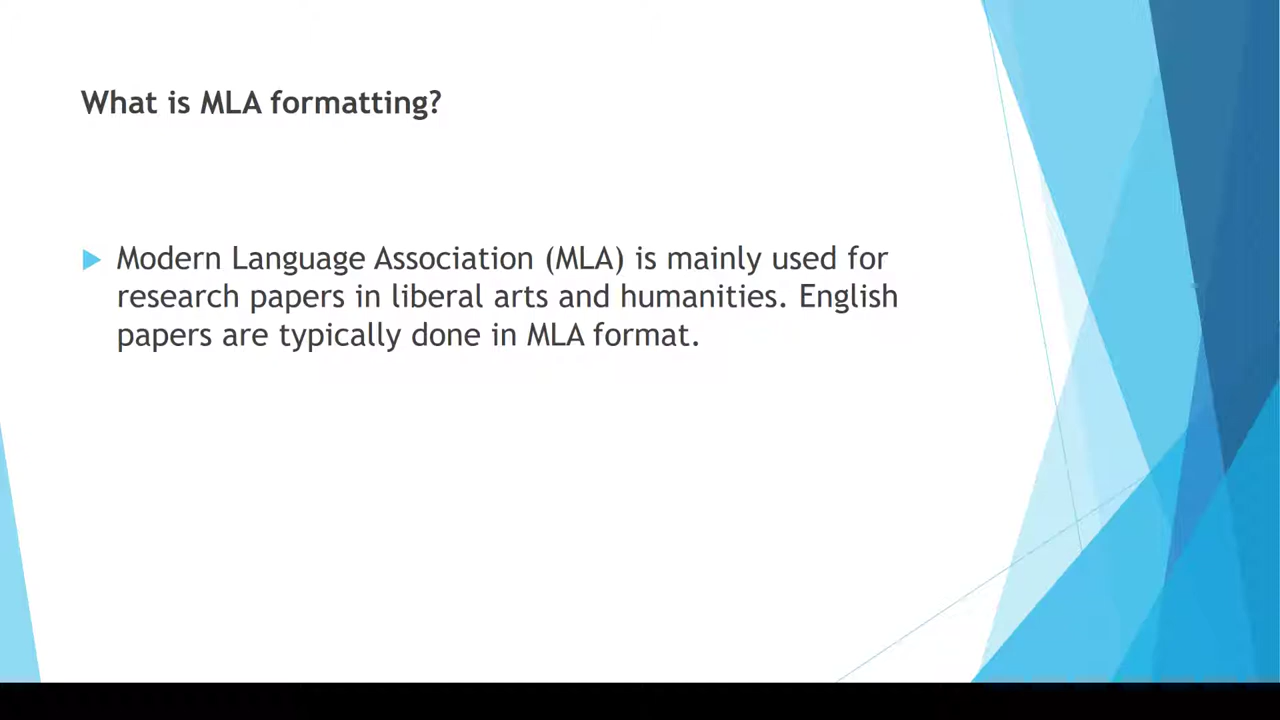 What is MLA formatting?
Modern Language Association (MLA) is mainly used for
research papers in liberal arts and humanities. English
papers are typically done in MLA format.